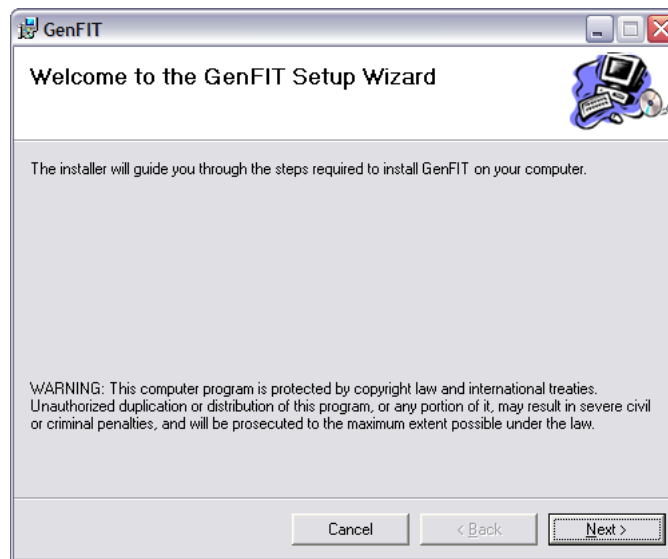 GenFIT
Welcome to the GenFIT Setup Wizard
The installer will guide you through the steps required to install GenFIT on your computer.
WARNING: This computer program is protected by copyright law and international treaties.
Unauthorized duplication or distribution of this program, or any portion of it, may result in severe civil
or criminal penalties, and will be prosecuted to the maximum extent possible under the law.
Cancel < Back Next >